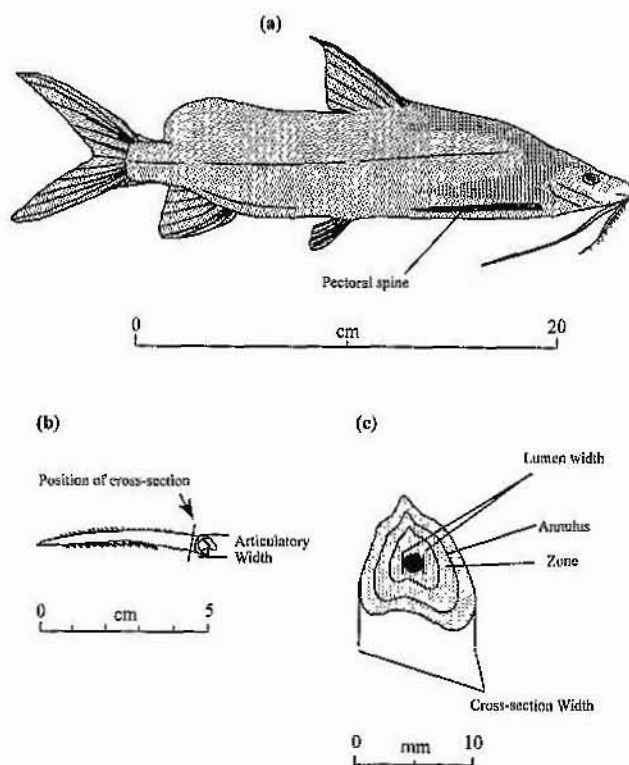 (a)
Pectoral spine
0 cm 20
(b)
Position of cross-section
Articulatory
Width
0 cm 5
(c)
Lumen width
Annulus
Zone
Cross-section Width
0 mm 10